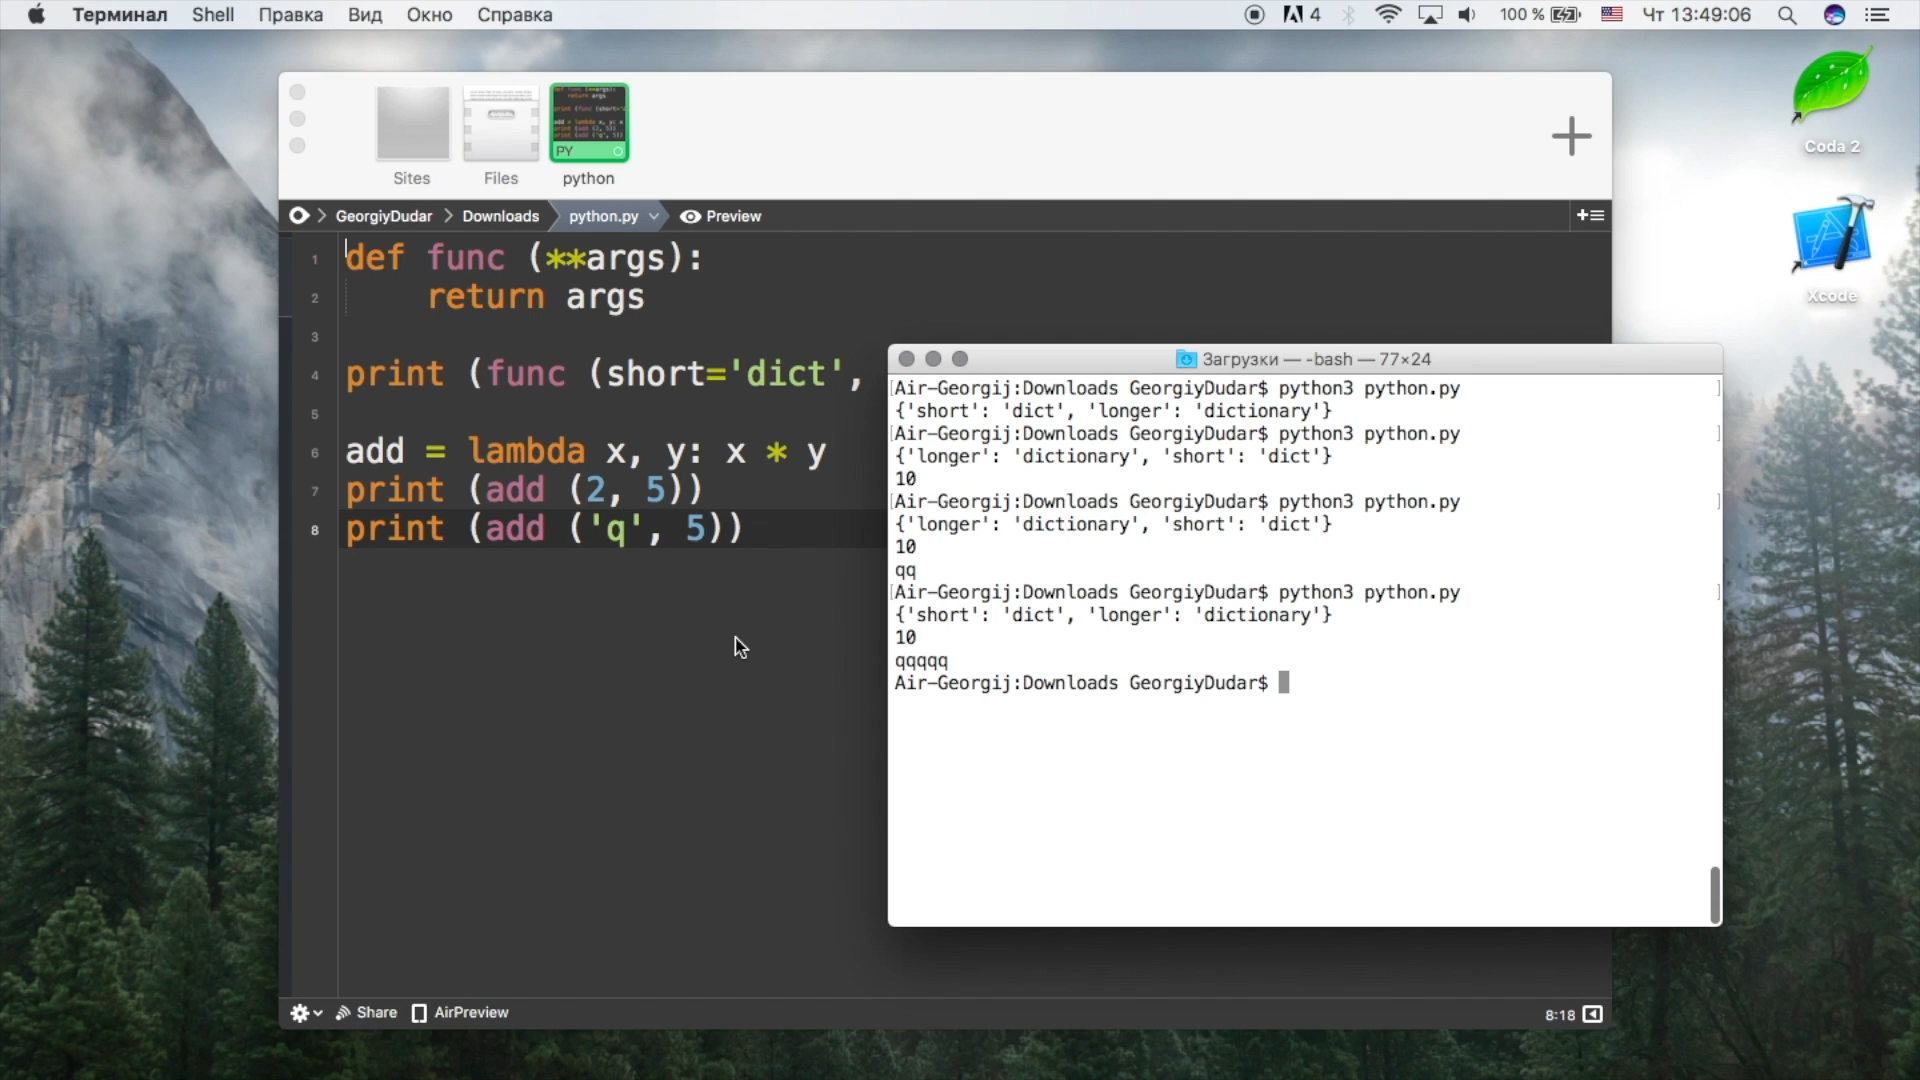 Терминал Shell Правка Вид Окно Справка
4 100 % Чт 13:49:06
Coda 2
Xcode
PY
Sites Files python
GeorgiyDudar Downloads python.py Preview
1 def func (**args):
2 return args
3
4 print (func (short='dict',
5
6 add = lambda x, y: x * y
7 print (add (2, 5))
8 print (add ('q', 5))
Загрузки — -bash — 77×24
[Air-Georgij:Downloads GeorgiyDudar$ python3 python.py ]
{'short': 'dict', 'longer': 'dictionary'}
[Air-Georgij:Downloads GeorgiyDudar$ python3 python.py ]
{'longer': 'dictionary', 'short': 'dict'}
10
[Air-Georgij:Downloads GeorgiyDudar$ python3 python.py ]
{'longer': 'dictionary', 'short': 'dict'}
10
qq
[Air-Georgij:Downloads GeorgiyDudar$ python3 python.py ]
{'short': 'dict', 'longer': 'dictionary'}
10
qqqqq
Air-Georgij:Downloads GeorgiyDudar$
Share AirPreview
8:18